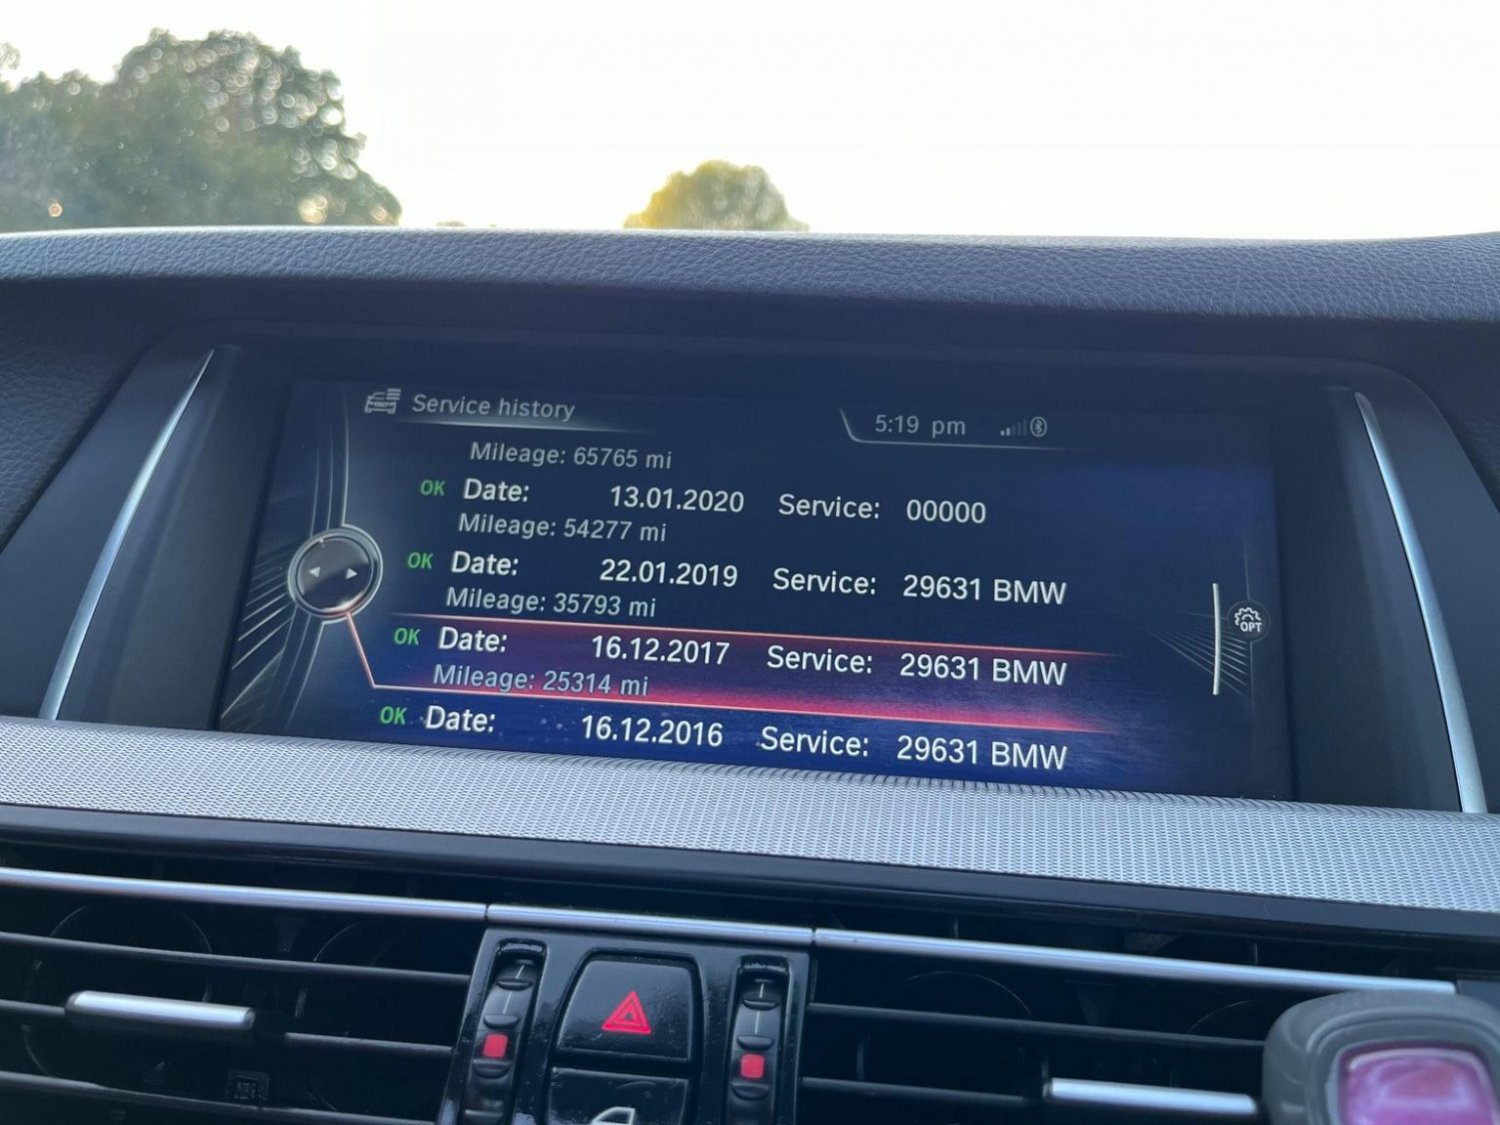 Service history
5:19 pm
Mileage: 65765 mi
OK Date: 13.01.2020 Service: 00000
Mileage: 54277 mi
OK Date: 22.01.2019 Service: 29631 BMW
Mileage: 35793 mi
OK Date: 16.12.2017 Service: 29631 BMW
Mileage: 25314 mi
OK Date: 16.12.2016 Service: 29631 BMW
OPT